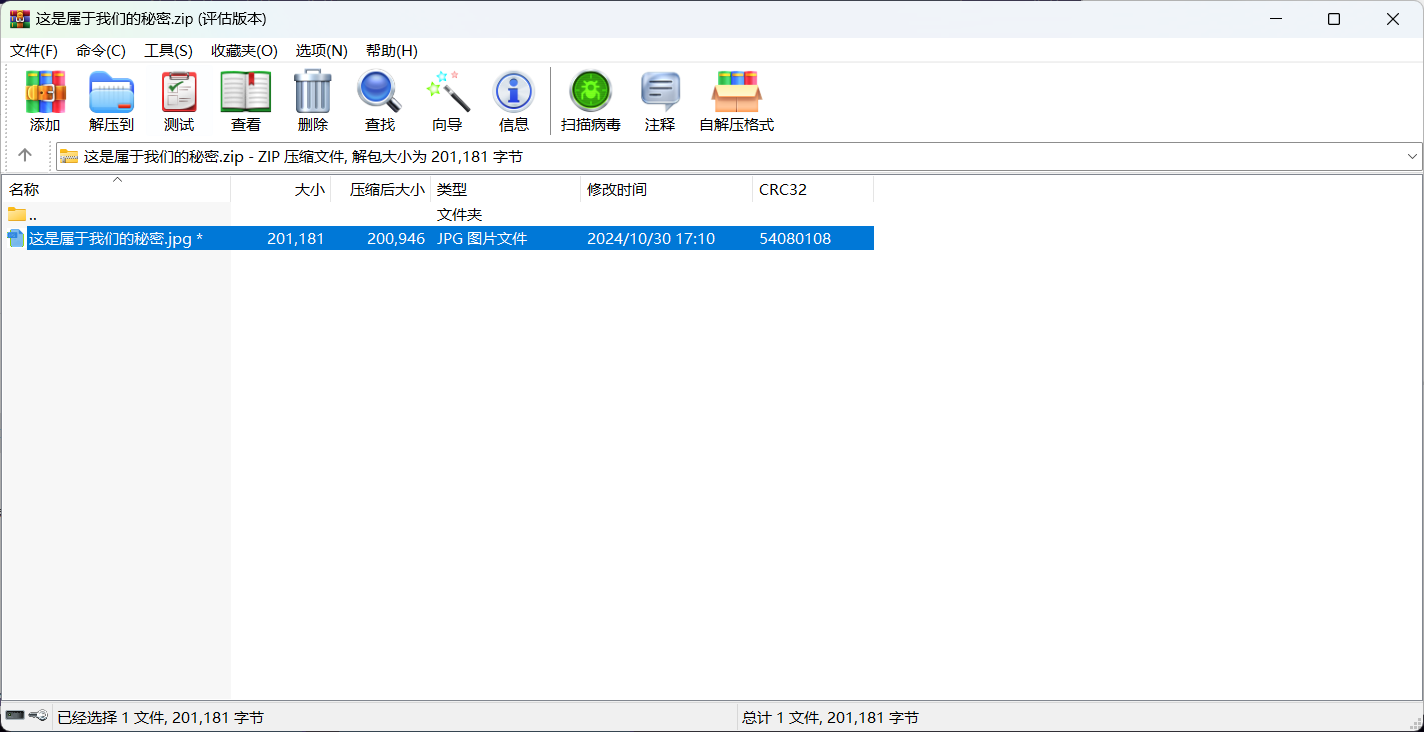 这是属于我们的秘密.zip (评估版本)
文件(F) 命令(C) 工具(S) 收藏夹(O) 选项(N) 帮助(H)
添加 解压到 测试 查看 删除 查找 向导 信息 扫描病毒 注释 自解压格式
这是属于我们的秘密.zip - ZIP 压缩文件, 解包大小为 201,181 字节
名称 大小 压缩后大小 类型 修改时间 CRC32
.. 文件夹
这是属于我们的秘密.jpg * 201,181 200,946 JPG 图片文件 2024/10/30 17:10 54080108
已经选择 1 文件, 201,181 字节 总计 1 文件, 201,181 字节